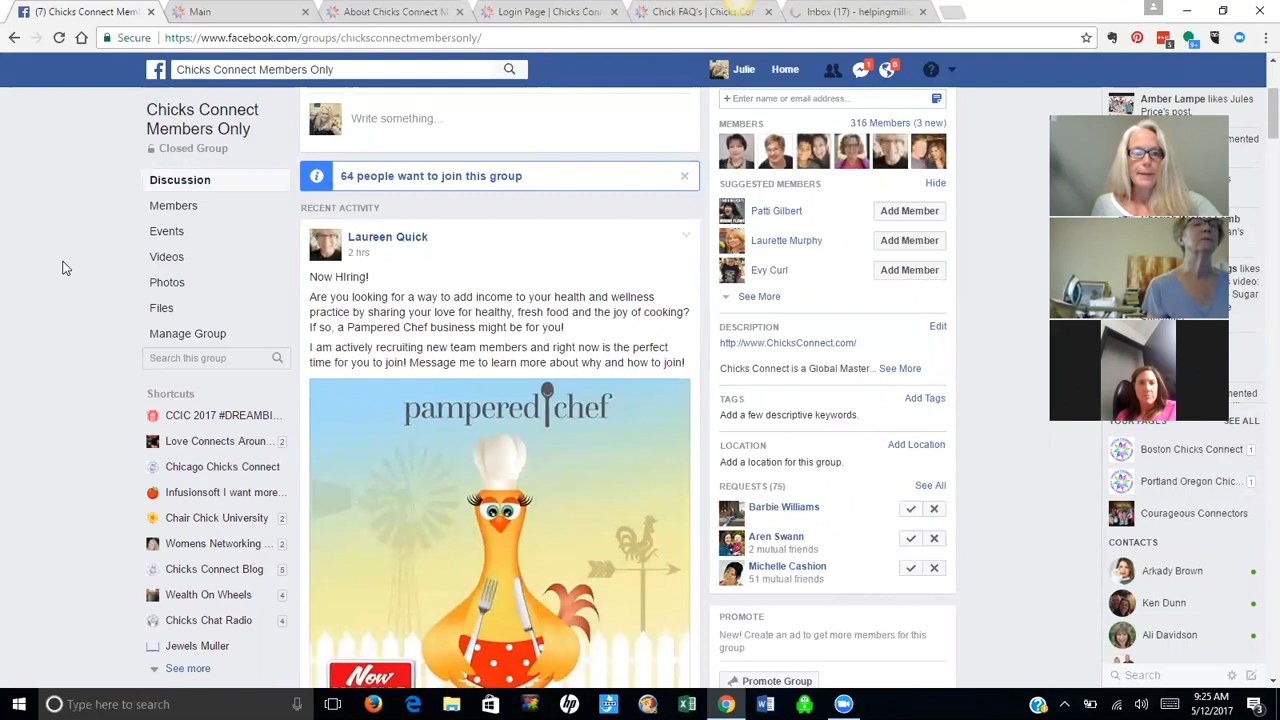 (7) Chicks Connect Mem
Main
About Chicks Connect M
Login Page | Chicks Con
Chick FAQ's | Chicks Cor
Inbox (17) - helpingmillic
Secure
https://www.facebook.com/groups/chicksconnectmembersonly/
5
9+
Chicks Connect Members Only
Julie
Home
1
6
Chicks Connect
Members Only
Closed Group
Discussion
Members
Events
Videos
Photos
Files
Manage Group
Search this group
Shortcuts
CCIC 2017 #DREAMBI...
Love Connects Aroun... 2
Chicago Chicks Connect
Infusionsoft I want more...
Chair Chick University 2
Womens Networking ... 2
Chicks Connect Blog 5
Wealth On Wheels 4
Chicks Chat Radio 4
Jewels Muller
See more
Write something...
64 people want to join this group
RECENT ACTIVITY
Laureen Quick
2 hrs
Now HIring!
Are you looking for a way to add income to your health and wellness
practice by sharing your love for healthy, fresh food and the joy of cooking?
If so, a Pampered Chef business might be for you!
I am actively recruiting new team members and right now is the perfect
time for you to join! Message me to learn more about why and how to join!
pampered chef
Now
+ Enter name or email address...
MEMBERS
316 Members (3 new)
SUGGESTED MEMBERS
Hide
Patti Gilbert
Add Member
Laurette Murphy
Add Member
Evy Curl
Add Member
See More
DESCRIPTION
Edit
http://www.ChicksConnect.com/
Chicks Connect is a Global Master... See More
TAGS
Add Tags
Add a few descriptive keywords.
LOCATION
Add Location
Add a location for this group.
REQUESTS (75)
See All
Barbie Williams
Aren Swann
2 mutual friends
Michelle Cashion
51 mutual friends
PROMOTE
New! Create an ad to get more members for this
group
Promote Group
Amber Lampe likes Jules
Price's post.
likes
video:
Sugar
YOUR PAGES
SEE ALL
Boston Chicks Connect 1
Portland Oregon Chic... 1
Courageous Connectors
CONTACTS
Arkady Brown
Ken Dunn
Ali Davidson
Search
Type here to search
9:25 AM
5/12/2017